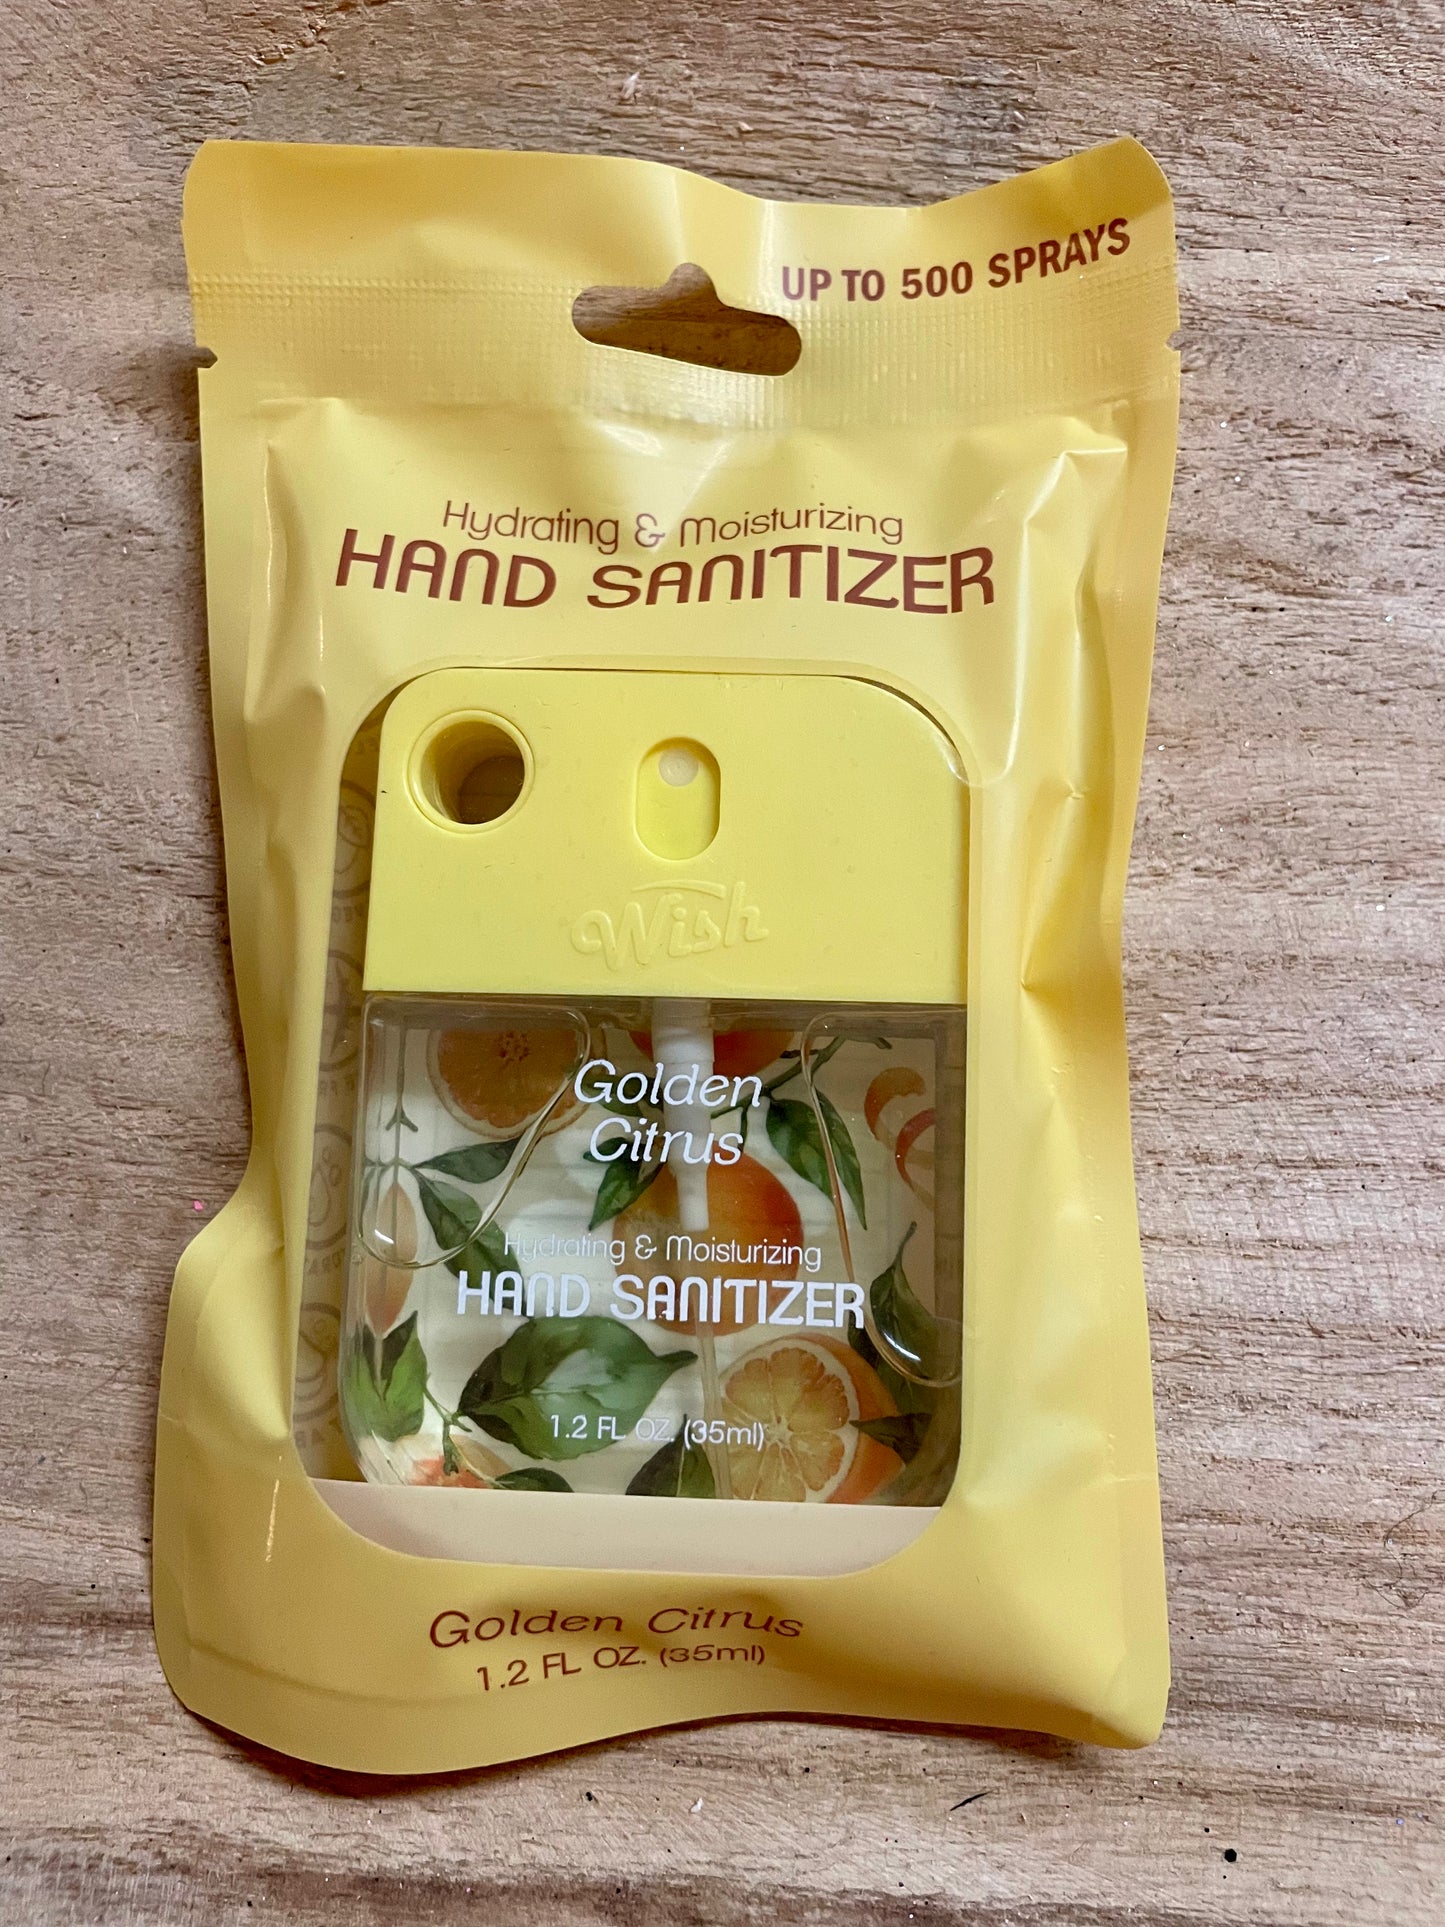 UP TO 500 SPRAYS
Hydrating & Moisturizing
HAND SANITIZER
Wish
Golden
Citrus
Hydrating & Moisturizing
HAND SANITIZER
1.2 FL OZ. (35ml)
Golden Citrus
1.2 FL OZ. (35ml)